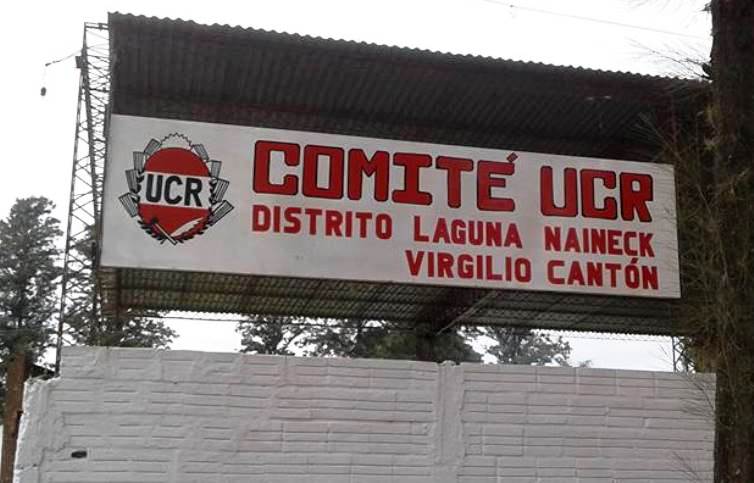 UCR
COMITÉ UCR
DISTRITO LAGUNA NAINECK
VIRGILIO CANTÓN